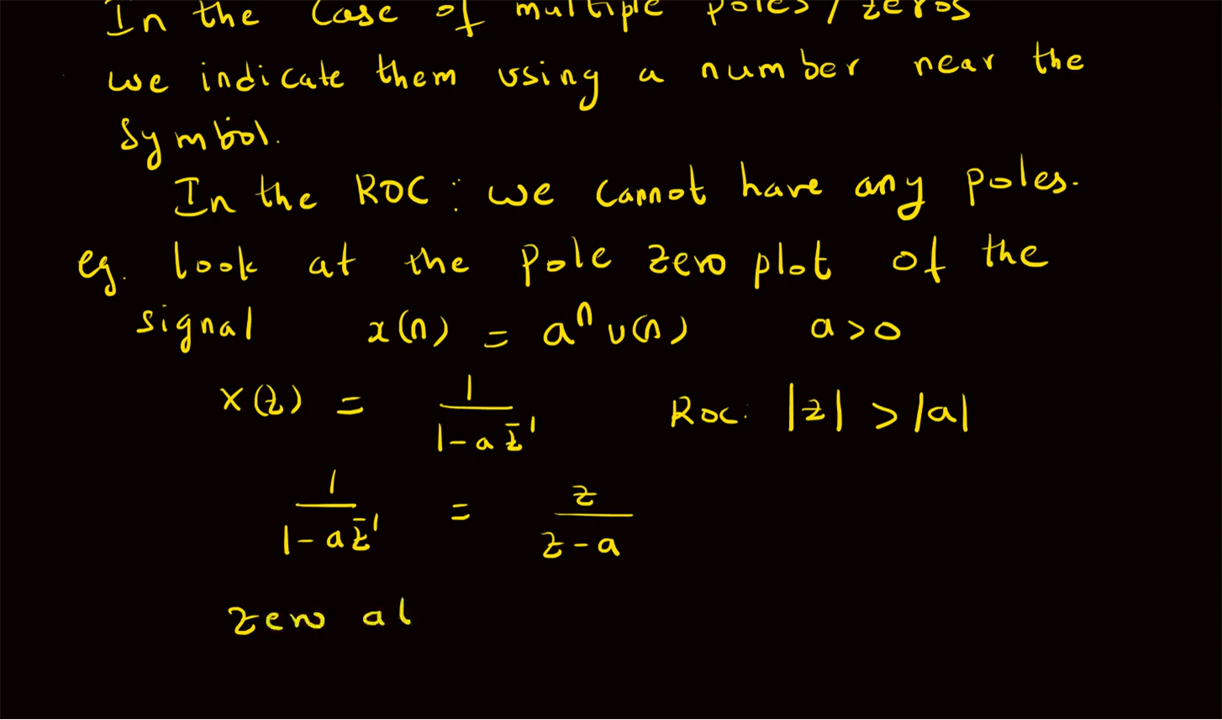 In the case of multiple poles/zeros
we indicate them using a number near the
symbol.
In the ROC: we cannot have any poles.
eg. look at the pole zero plot of the
signal x(n) = a^n u(n) a>0
X(z) = 1/(1-az^-1) ROC: |z| > |a|
1/(1-az^-1) = z/(z-a)
zero at